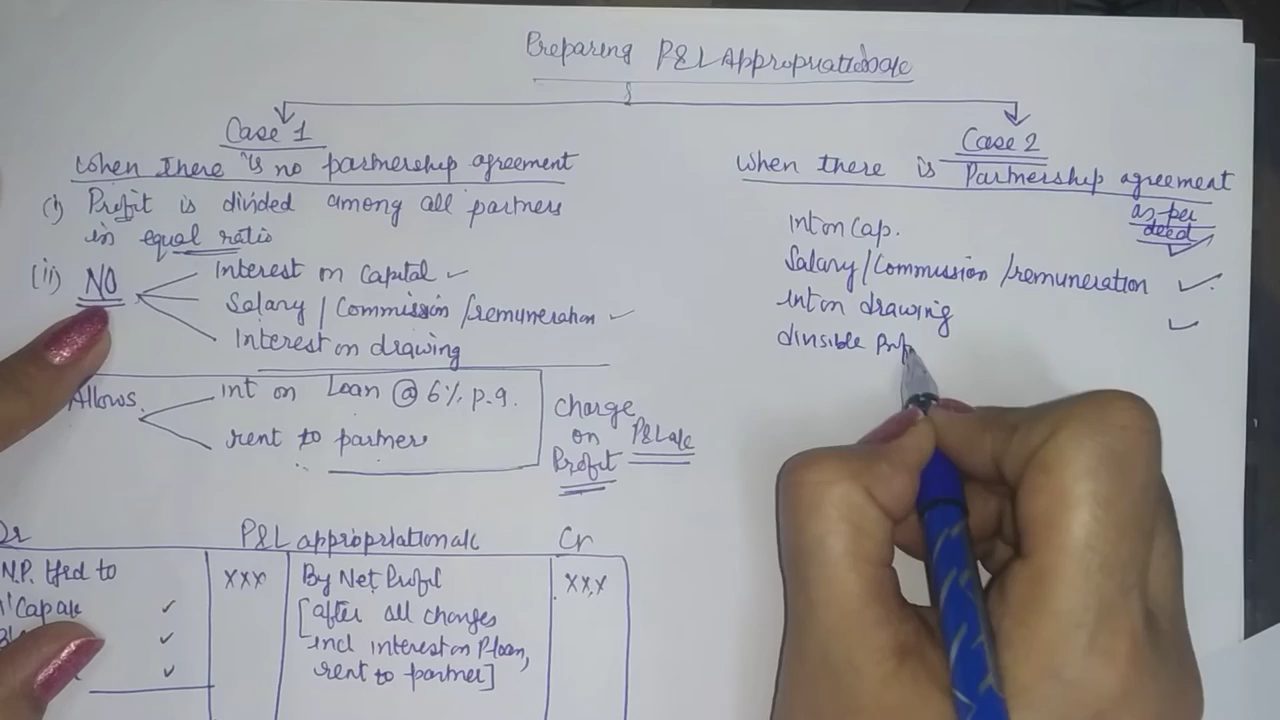 Preparing P&L Appropriation a/c
Case 1
When there is no partnership agreement
(i) Profit is divided among all partners
in equal ratio
(ii) NO
Interest on Capital ✓
Salary / Commission /remuneration ✓
Interest on drawing
Allows
int on Loan @ 6% p.a.
rent to partner
Charge
on
Profit
P&L a/c
Case 2
When there is Partnership agreement
as per
deed
Int on Cap.
Salary/Commission /remuneration ✓
int on drawing ✓
divisible Prof
Dr P&L appropriation a/c Cr
N.P. tfed to xxx By Net Profit xxx
Cap a/c ✓ [after all charges
✓ incl interest on P loan,
✓ rent to partner]